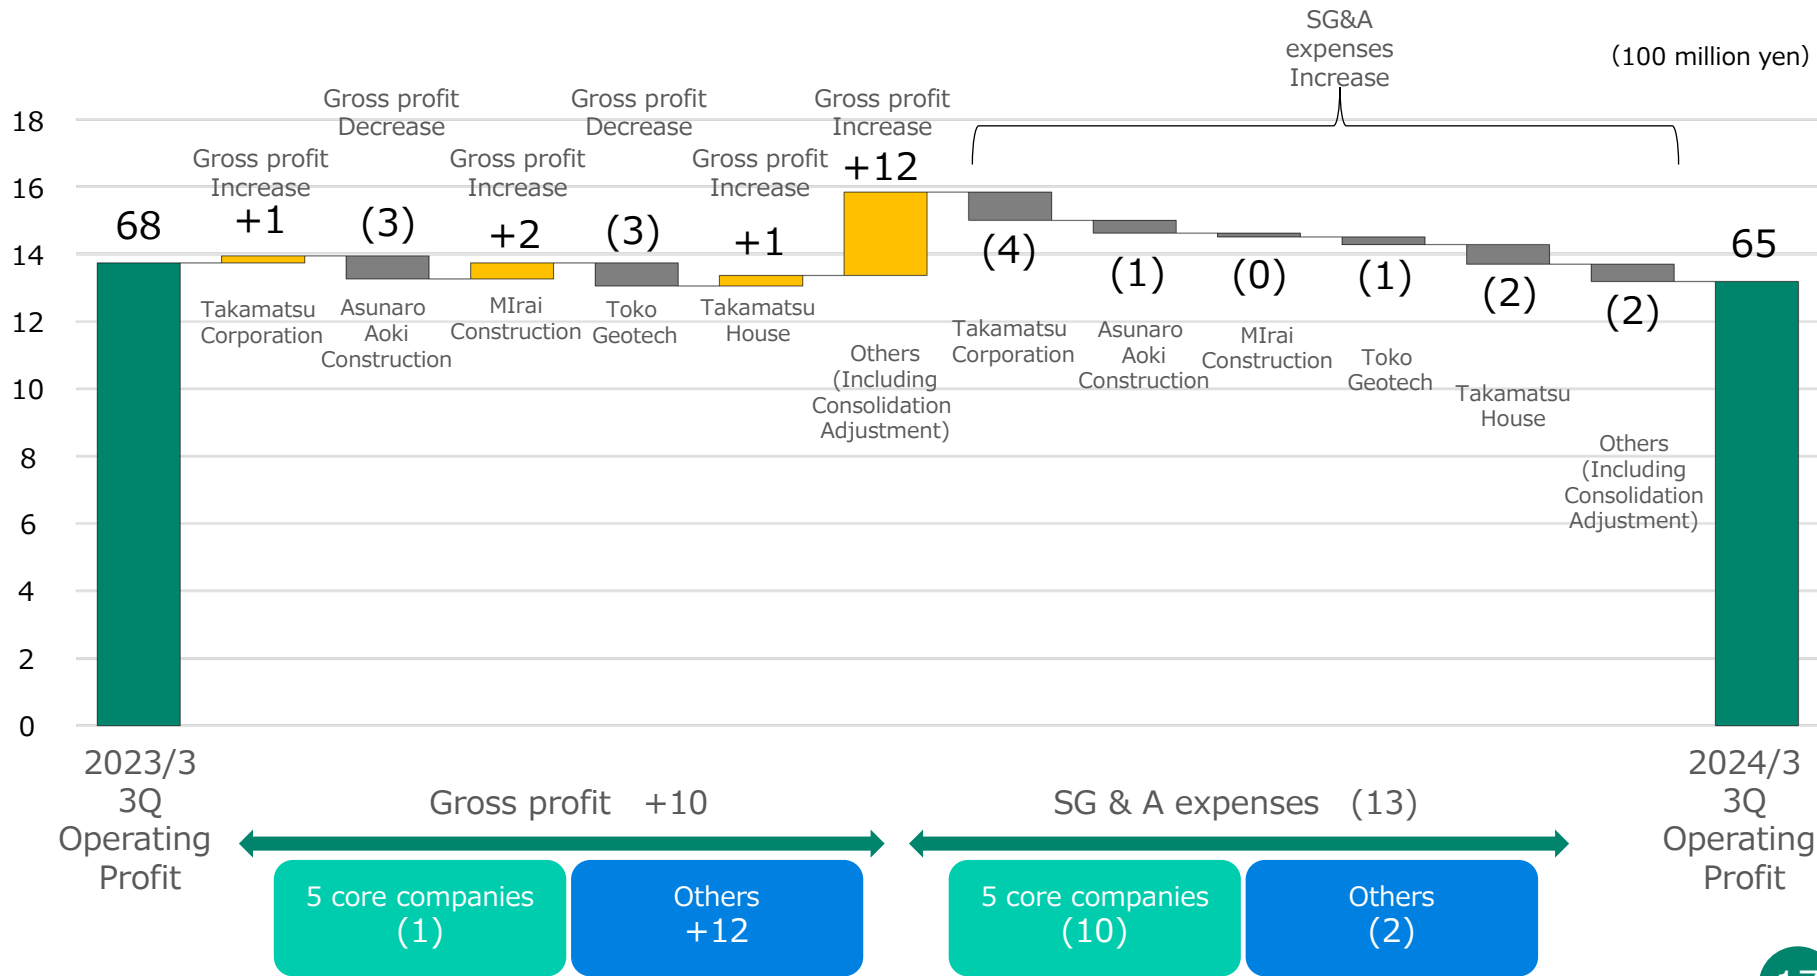 SG&A
expenses
Increase
(100 million yen)
Gross profit
Decrease
Gross profit
Decrease
Gross profit
Increase
Gross profit
Increase
Gross profit
Increase
Gross profit
Increase
18
16
14
12
10
8
6
4
2
0
68
+1
(3)
+2
(3)
+1
+12
(4)
(1)
(0)
(1)
(2)
(2)
65
Takamatsu
Corporation
Asunaro
Aoki
Construction
MIrai
Construction
Toko
Geotech
Takamatsu
House
Others
(Including
Consolidation
Adjustment)
Takamatsu
Corporation
Asunaro
Aoki
Construction
MIrai
Construction
Toko
Geotech
Takamatsu
House
Others
(Including
Consolidation
Adjustment)
2023/3
3Q
Operating
Profit
Gross profit +10
SG & A expenses (13)
2024/3
3Q
Operating
Profit
5 core companies
(1)
Others
+12
5 core companies
(10)
Others
(2)